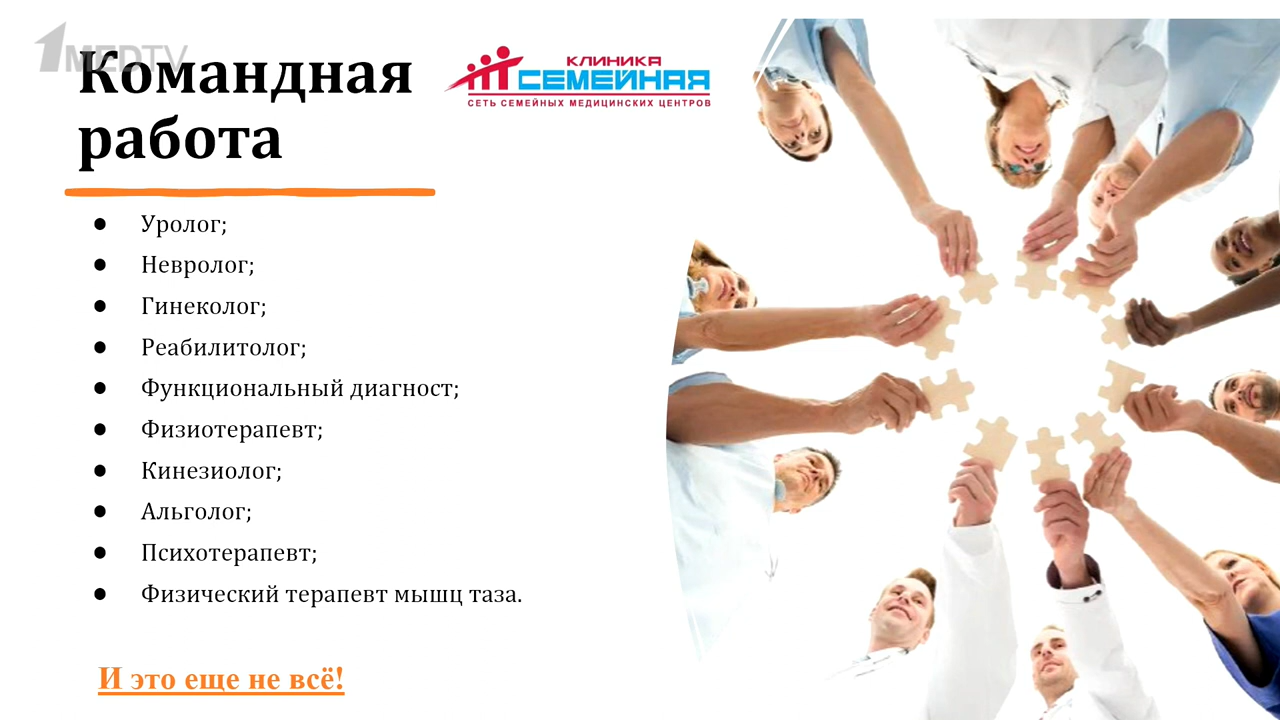 1MEDTV
Командная
работа
КЛИНИКА
СЕМЕЙНАЯ
СЕТЬ СЕМЕЙНЫХ МЕДИЦИНСКИХ ЦЕНТРОВ
● Уролог;
● Невролог;
● Гинеколог;
● Реабилитолог;
● Функциональный диагност;
● Физиотерапевт;
● Кинезиолог;
● Альголог;
● Психотерапевт;
● Физический терапевт мышц таза.
И это еще не всё!